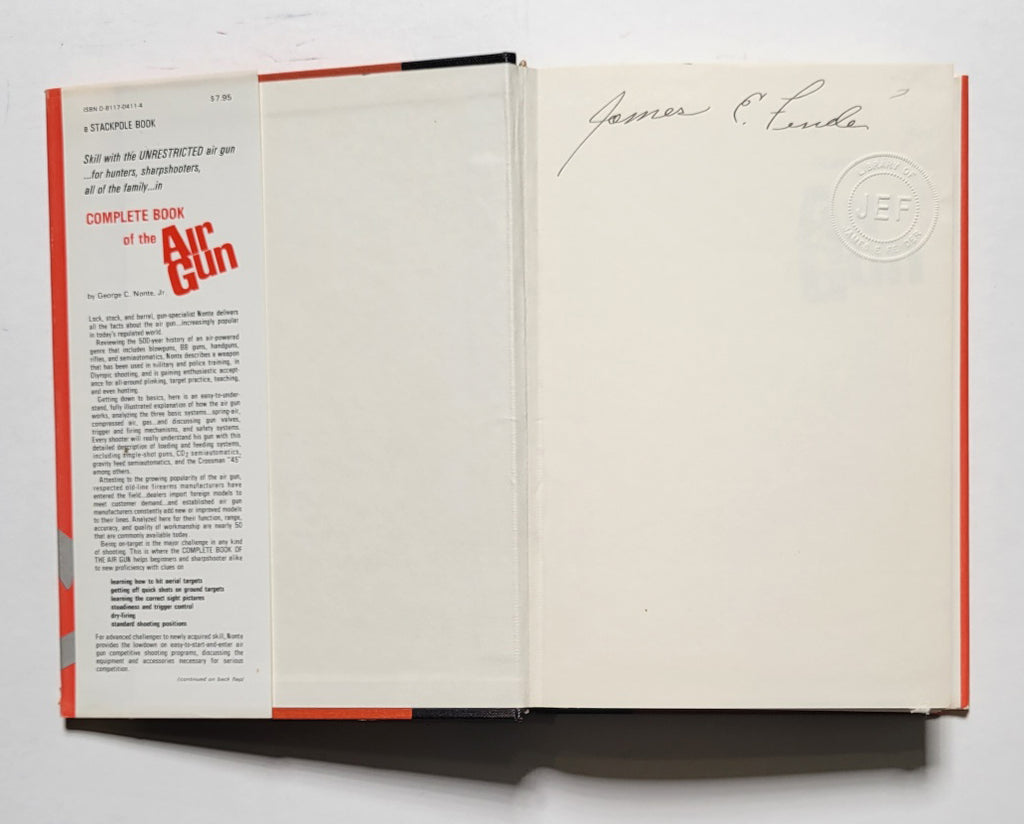 ISBN 0-8117-0411-4
$7.95
a STACKPOLE BOOK
Skill with the UNRESTRICTED air gun
...for hunters, sharpshooters,
all of the family...in
COMPLETE BOOK
of the Air
Gun
by George C. Nonte, Jr.
Lock, stock, and barrel, gun-specialist Nonte delivers
all the facts about the air gun...increasingly popular
in today's regulated world.
Reviewing the 500-year history of an air-powered
genre that includes blowguns, BB guns, handguns,
rifles, and semiautomatics, Nonte describes a weapon
that has been used in military and police training, in
Olympic shooting, and is gaining enthusiastic accept-
ance for all-around plinking, target practice, teaching,
and even hunting.
Getting down to basics, here is an easy-to-under-
stand, fully illustrated explanation of how the air gun
works, analyzing the three basic systems...spring-air,
compressed air, gas...and discussing gun valves,
trigger and firing mechanisms, and safety systems.
Every shooter will really understand his gun with this
detailed description of loading and feeding systems,
including single-shot guns, CO2 semiautomatics,
gravity feed semiautomatics, and the Crosman "45"
among others.
Attesting to the growing popularity of the air gun,
respected old-line firearms manufacturers have
entered the field...dealers import foreign models to
meet customer demand...and established air gun
manufacturers constantly add new or improved models
to their lines. Analyzed here for their function, range,
accuracy, and quality of workmanship are nearly 50
that are commonly available today.
Being on-target is the major challenge in any kind
of shooting. This is where the COMPLETE BOOK OF
THE AIR GUN helps beginners and sharpshooter alike
to new proficiency with clues on
learning how to hit aerial targets
getting off quick shots on ground targets
learning the correct sight pictures
steadiness and trigger control
dry-firing
standard shooting positions
For advanced challenges to newly acquired skill, Nonte
provides the lowdown on easy-to-start-and-enter air
gun competitive shooting programs, discussing the
equipment and accessories necessary for serious
competition.
(continued on back flap)
James E. Fender
LIBRARY OF
JEF
JAMES E FENDER